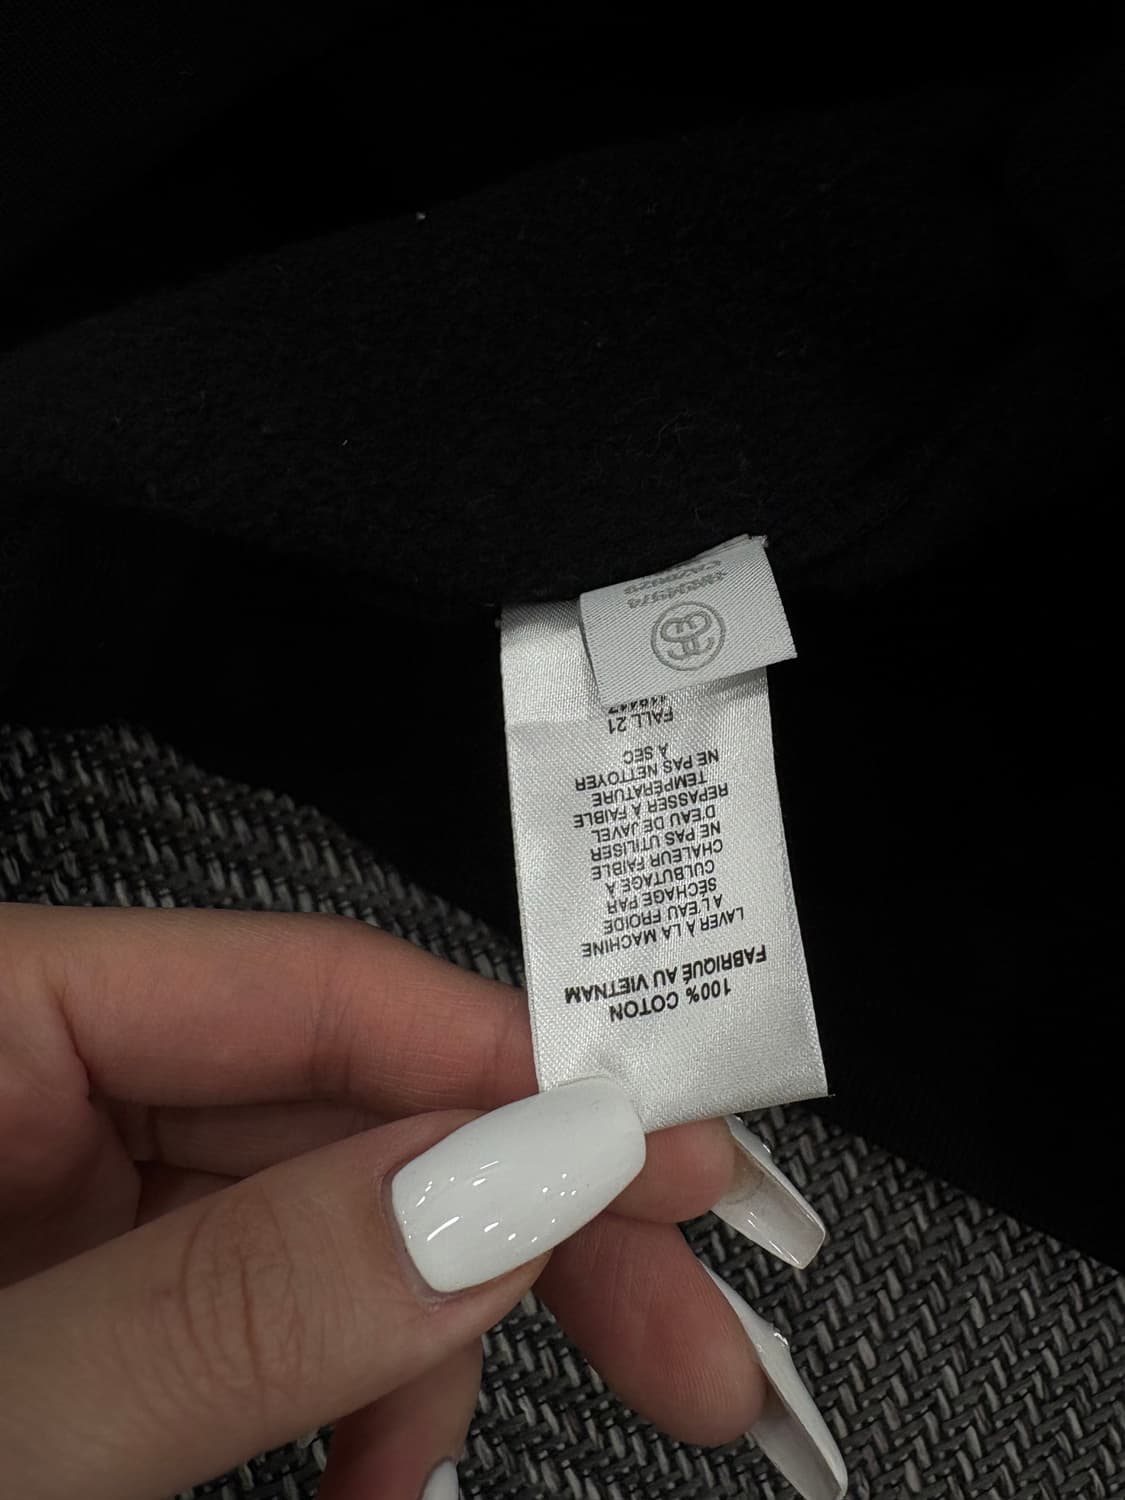 100% COTON
FABRIQUÉ AU VIETNAM
LAVER À LA MACHINE
À L'EAU FROIDE
SÉCHAGE PAR
CULBUTAGE À
CHALEUR FAIBLE
NE PAS UTILISER
D'EAU DE JAVEL
REPASSER À FAIBLE
TEMPÉRATURE
NE PAS NETTOYER
À SEC
FALL 21